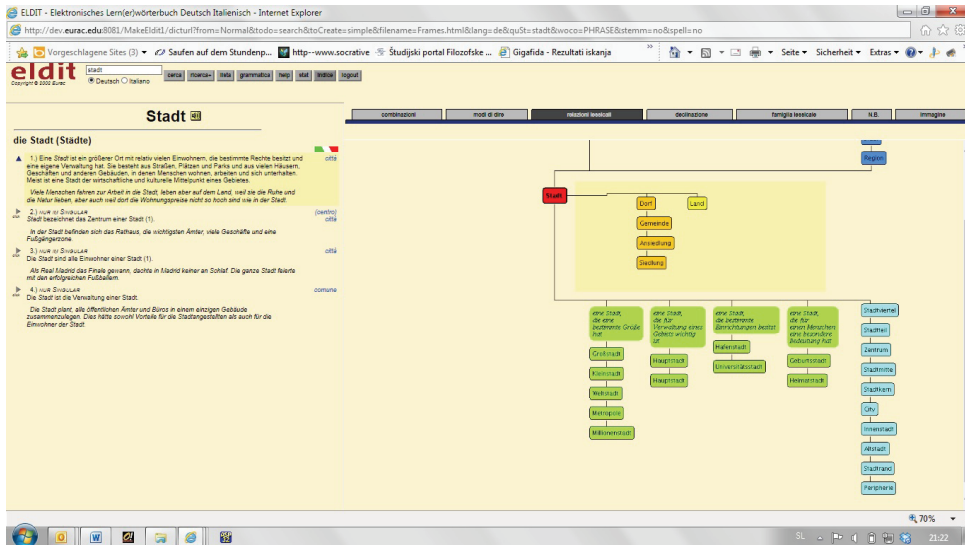 ELDIT - Elektronisches Lern(er)wörterbuch Deutsch Italienisch - Internet Explorer
http://dev.eurac.edu:8081/MakeEldit1/dicturl?from=Normal&todo=search&toCreate=simple&filename=Frames.html&lang=de&quSt=stadt&woco=PHRASE&stemm=no&spell=no
Vorgeschlagene Sites (3) Saufen auf dem Stundenp... http--www.socrative Študijski portal Filozofske ... Gigafida - Rezultati iskanja
Seite Sicherheit Extras
eldit
Copyright © 2002 Eurac
stadt
Deutsch Italiano
cerca ricerca+ lista grammatica help stat indice logout
Stadt
combinazioni modi di dire relazioni lessicali declinazione famiglia lessicale N.B. immagine
die Stadt (Städte)
1.) Eine Stadt ist ein größerer Ort mit relativ vielen Einwohnern, die bestimmte Rechte besitzt und
eine eigene Verwaltung hat. Sie besteht aus Straßen, Plätzen und Parks und aus vielen Häusern,
Geschäften und anderen Gebäuden, in denen Menschen wohnen, arbeiten und sich unterhalten.
Meist ist eine Stadt der wirtschaftliche und kulturelle Mittelpunkt eines Gebietes.
città
Viele Menschen fahren zur Arbeit in die Stadt, leben aber auf dem Land, weil sie die Ruhe und
die Natur lieben, aber auch weil dort die Wohnungspreise nicht so hoch sind wie in der Stadt.
2.) NUR IM SINGULAR
Stadt bezeichnet das Zentrum einer Stadt (1).
(centro)
città
In der Stadt befinden sich das Rathaus, die wichtigsten Ämter, viele Geschäfte und eine
Fußgängerzone.
3.) NUR IM SINGULAR
Die Stadt sind alle Einwohner einer Stadt (1).
città
Als Real Madrid das Finale gewann, dachte in Madrid keiner an Schlaf. Die ganze Stadt feierte
mit den erfolgreichen Fußballern.
4.) NUR SINGULAR
Die Stadt ist die Verwaltung einer Stadt.
comune
Die Stadt plant, alle öffentlichen Ämter und Büros in einem einzigen Gebäude
zusammenzulegen. Dies hätte sowohl Vorteile für die Stadtangestellten als auch für die
Einwohner der Stadt.
Region
Stadt
Dorf
Land
Gemeinde
Ansiedlung
Siedlung
eine Stadt,
die eine
bestimmte Größe
hat
Großstadt
Kleinstadt
Weltstadt
Metropole
Millionenstadt
eine Stadt,
die für
Verwaltung eines
Gebiets wichtig
ist
Hauptstadt
Hauptstadt
eine Stadt,
die bestimmte
Einrichtungen besitzt
Hafenstadt
Universitätsstadt
eine Stadt,
die für
einen Menschen
eine besondere
Bedeutung hat
Geburtsstadt
Heimatstadt
Stadtviertel
Stadtteil
Zentrum
Stadtmitte
Stadtkern
City
Innenstadt
Altstadt
Stadtrand
Peripherie
70%
SL
21:22